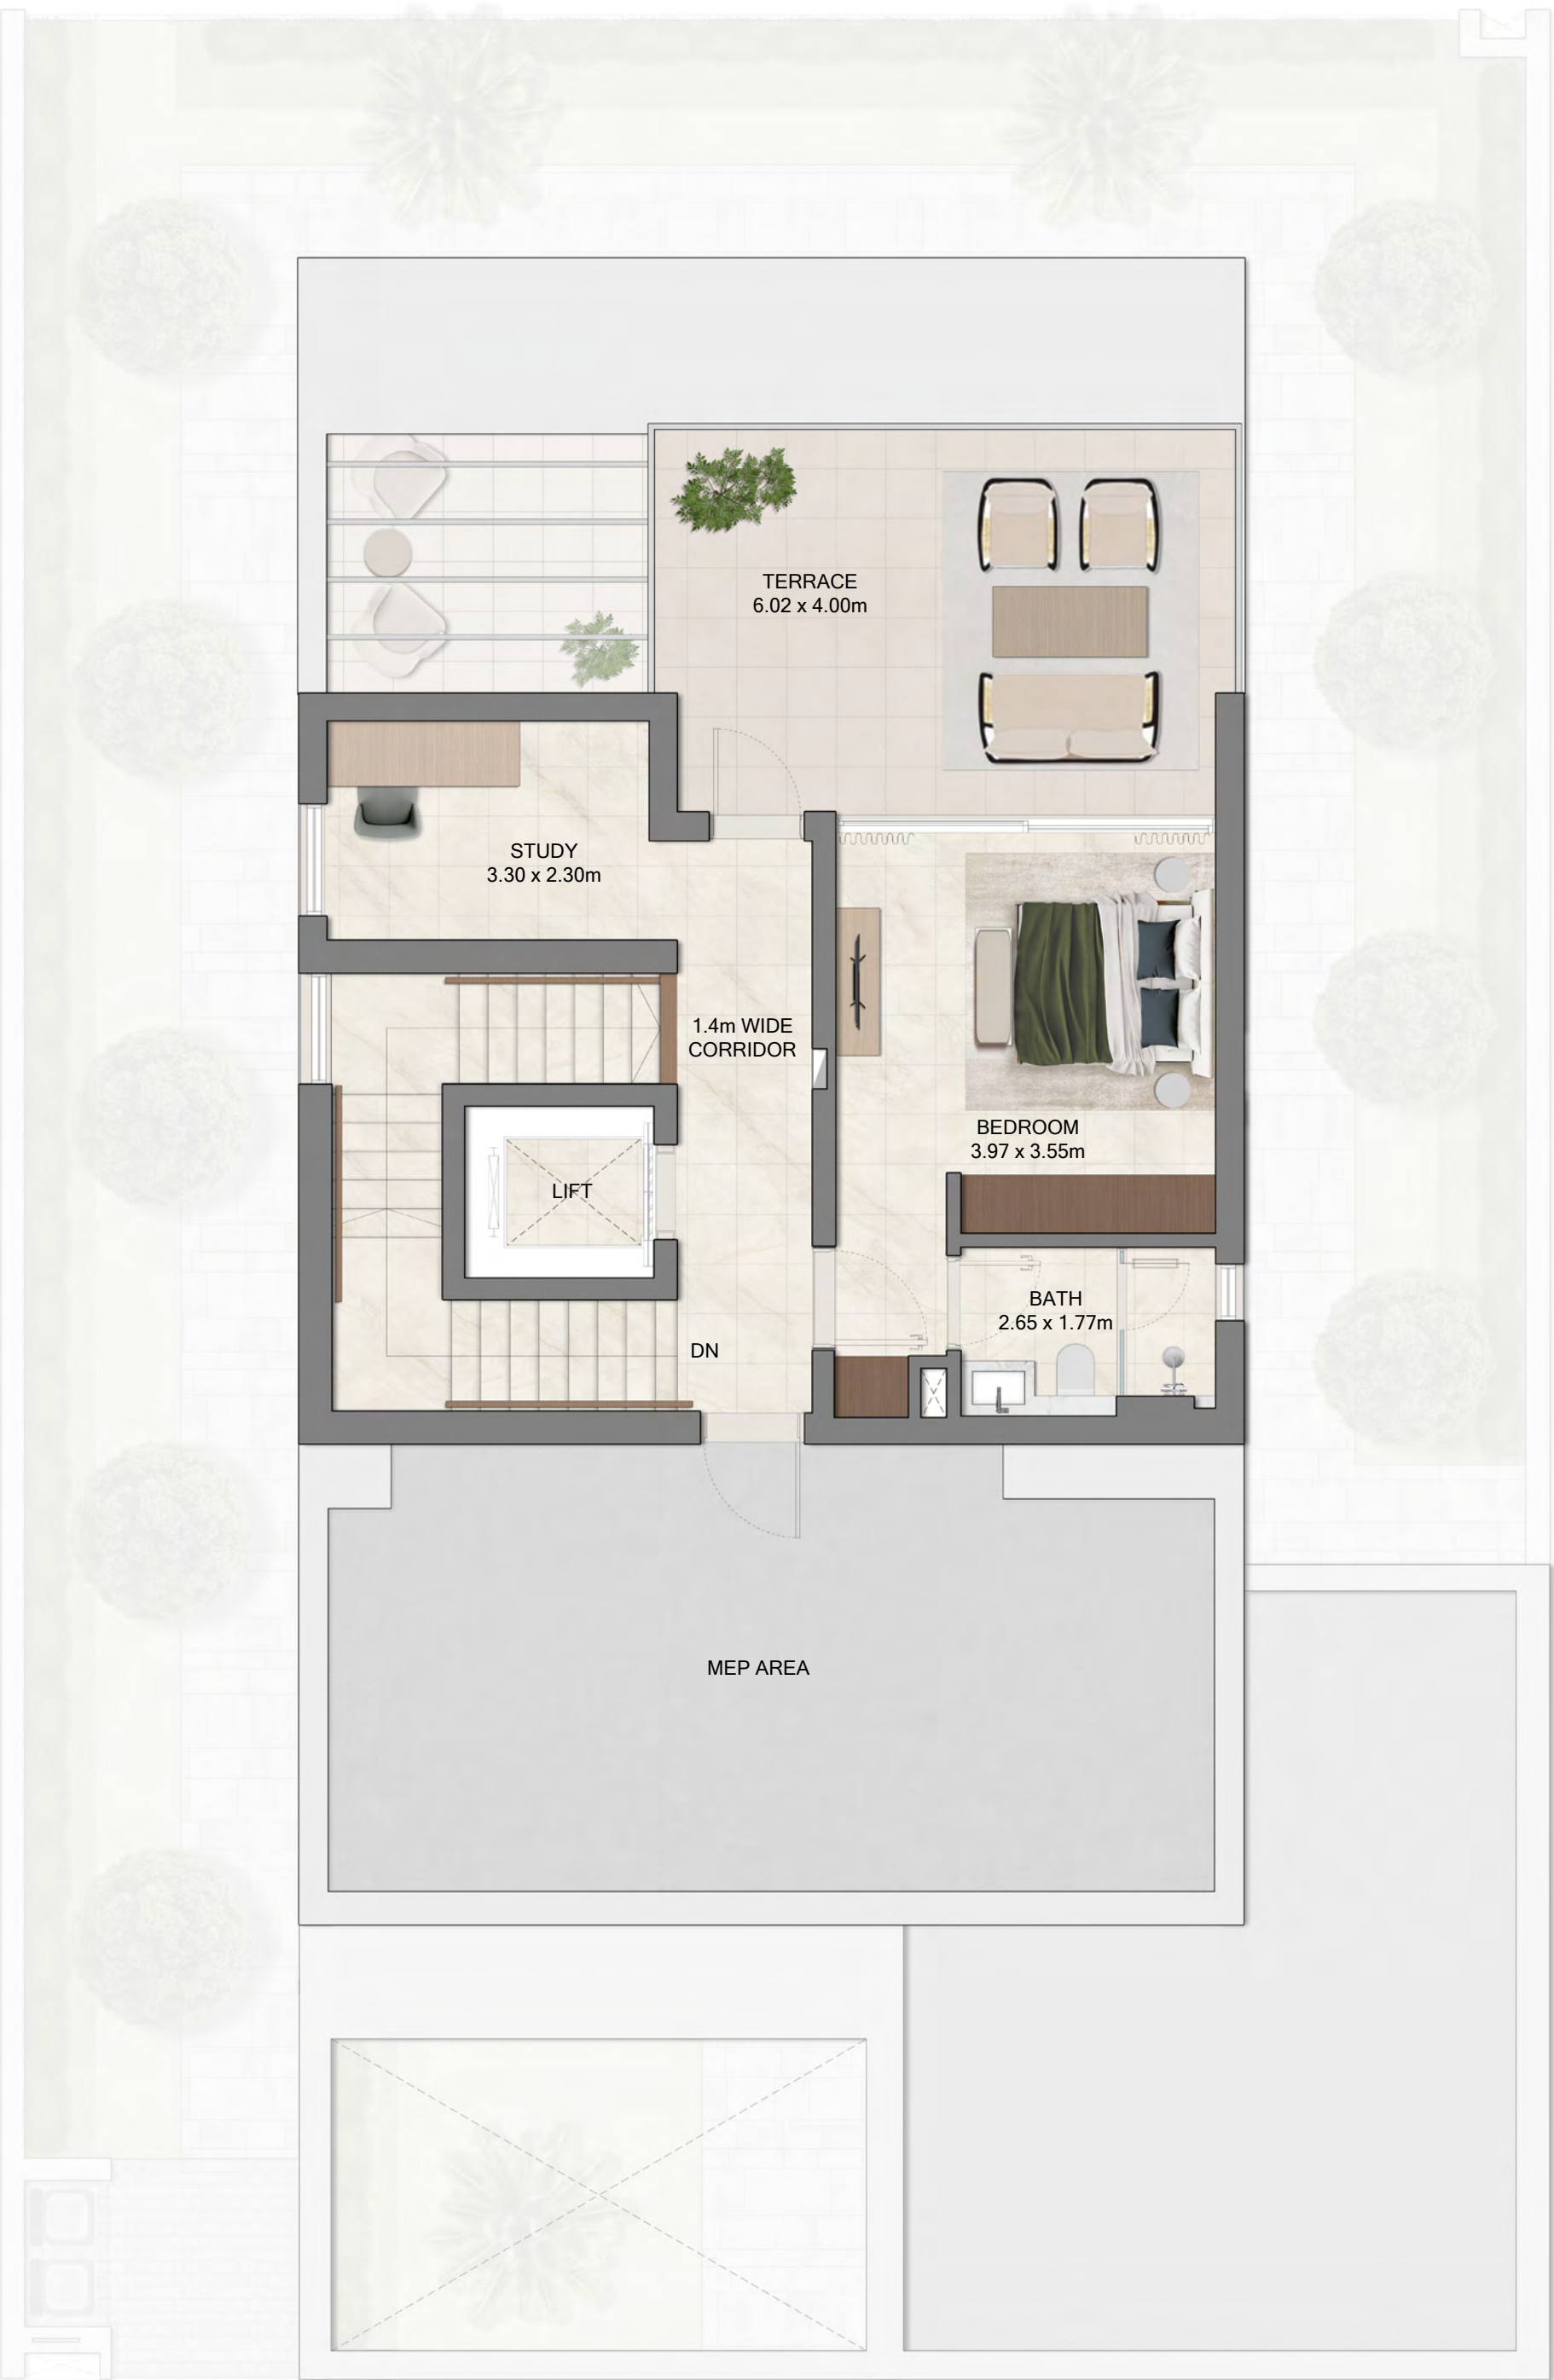 TERRACE
6.02 x 4.00m
STUDY
3.30 x 2.30m
1.4m WIDE
CORRIDOR
BEDROOM
3.97 x 3.55m
LIFT
BATH
2.65 x 1.77m
DN
MEP AREA